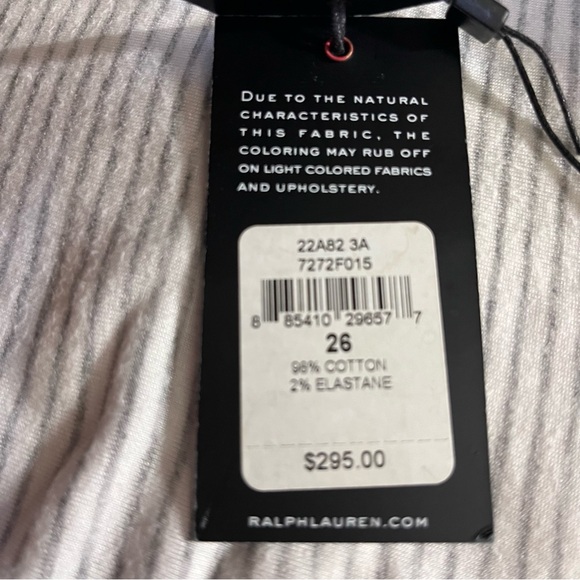 DUE TO THE NATURAL
CHARACTERISTICS OF
THIS FABRIC, THE
COLORING MAY RUB OFF
ON LIGHT COLORED FABRICS
AND UPHOLSTERY.
22A82 3A
7272F015
8 85410 29657 7
26
98% COTTON
2% ELASTANE
$295.00
RALPHLAUREN.COM